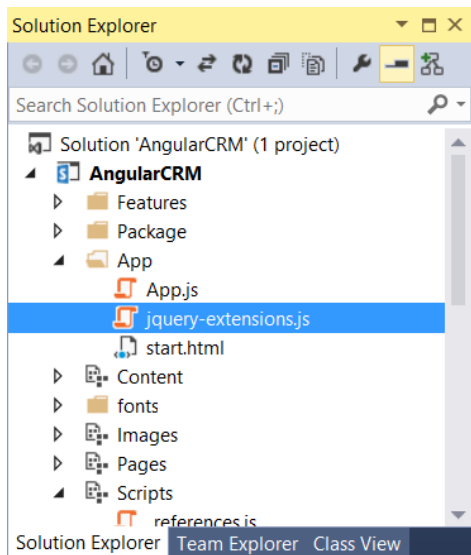 Solution Explorer
Search Solution Explorer (Ctrl+;)
Solution 'AngularCRM' (1 project)
AngularCRM
Features
Package
App
App.js
jquery-extensions.js
start.html
Content
fonts
Images
Pages
Scripts
_references.js
Solution Explorer Team Explorer Class View